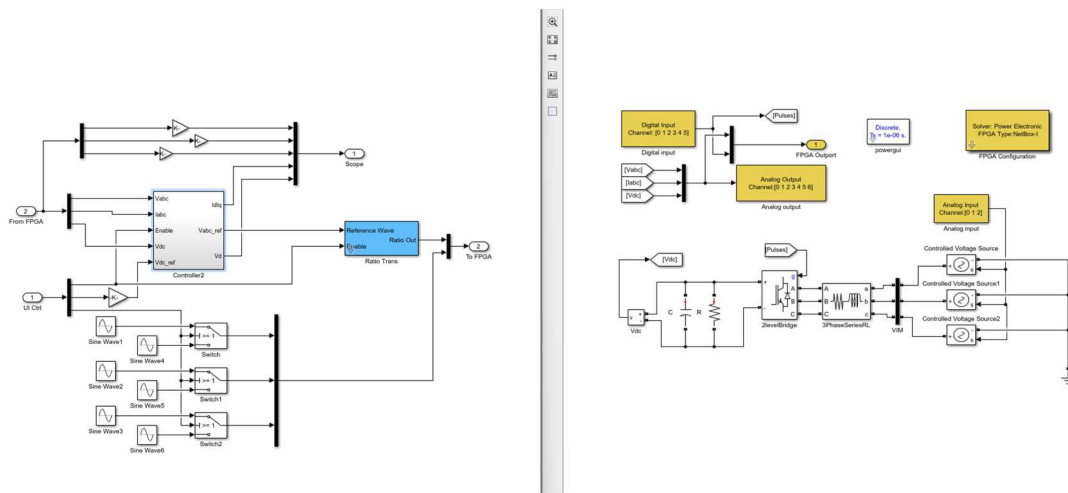 K-
K-
K-
1
Scope
2
From FPGA
Vabc
Iabc
Enable
Vdc
Vdc_ref
Idiq
Vabc_ref
Vd
Controller2
Reference Wave
Enable
Ratio Out
Ratio Trans
2
To FPGA
1
Ui Ctrl
-K-
Sine Wave1
Sine Wave4
>= 1
Switch
Sine Wave2
Sine Wave5
>= 1
Switch1
Sine Wave3
Sine Wave6
>= 1
Switch2
Digital Input
Channel: [0 1 2 3 4 5]
Digital input
[Pulses]
1
FPGA Outport
[Vabc]
[Iabc]
[Vdc]
Analog Output
Channel:[0 1 2 3 4 5 6]
Analog output
Discrete,
Ts = 1e-06 s.
powergui
Solver: Power Electronic
FPGA Type:NetBox-I
FPGA Configuration
Analog Input
Channel:[0 1 2]
Analog input
[Vdc]
[Pulses]
v
+
-
Vdc
C
R
+
-
g
A
B
C
2levelBridge
A
B
C
a
b
c
3PhaseSeriesRL
VIM
Controlled Voltage Source
Controlled Voltage Source1
Controlled Voltage Source2